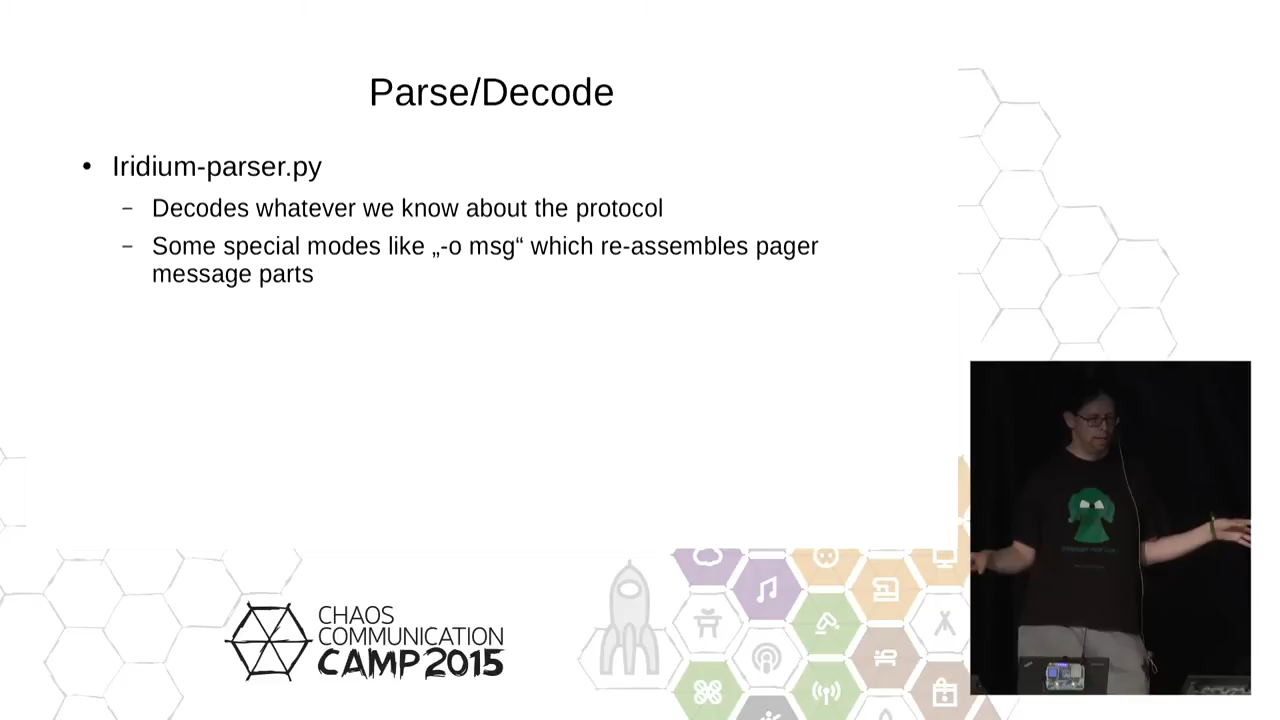 Parse/Decode
• Iridium-parser.py
– Decodes whatever we know about the protocol
– Some special modes like „-o msg“ which re-assembles pager
message parts
CHAOS
COMMUNICATION
CAMP 2015